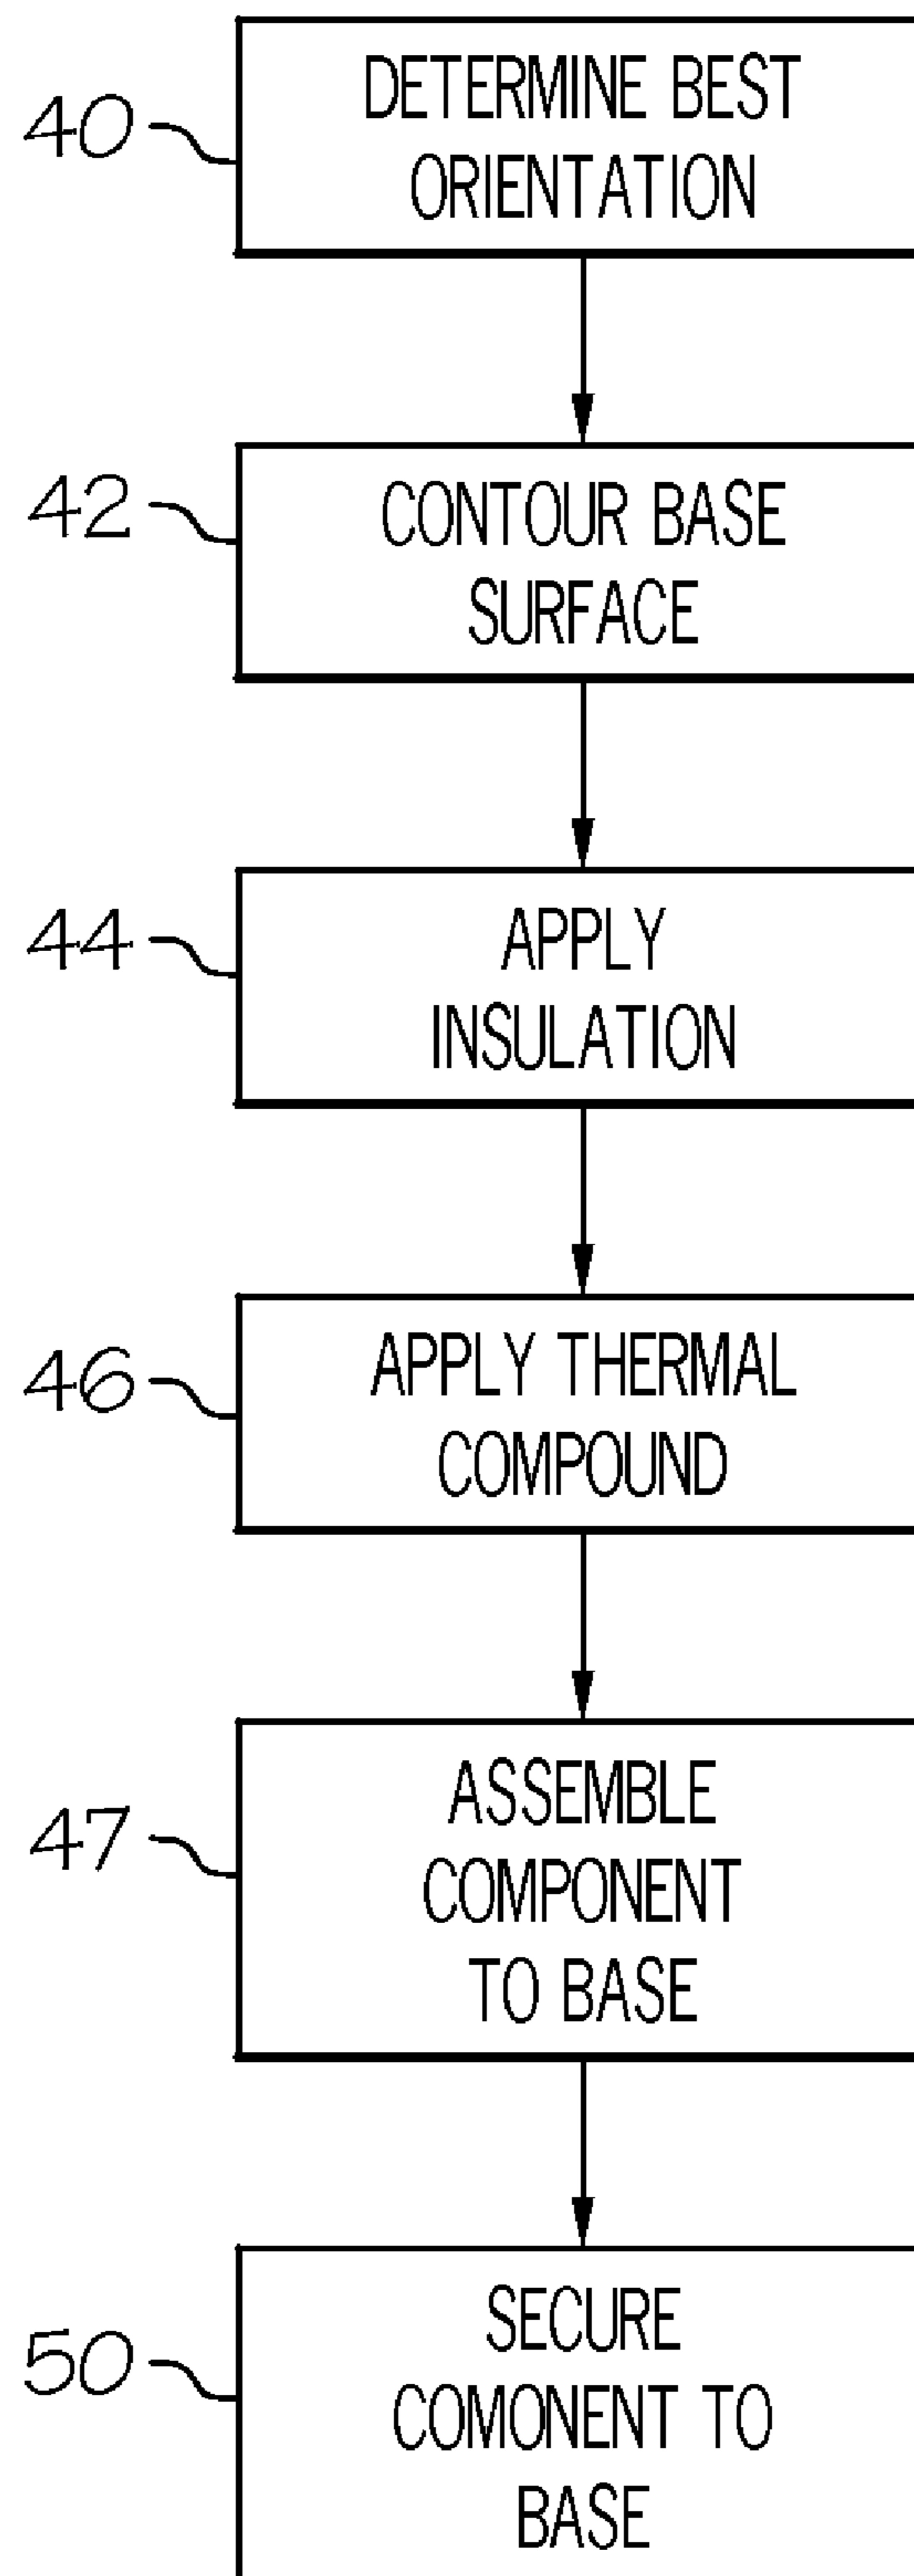 40
DETERMINE BEST
ORIENTATION
42
CONTOUR BASE
SURFACE
44
APPLY
INSULATION
46
APPLY THERMAL
COMPOUND
47
ASSEMBLE
COMPONENT
TO BASE
50
SECURE
COMONENT TO
BASE